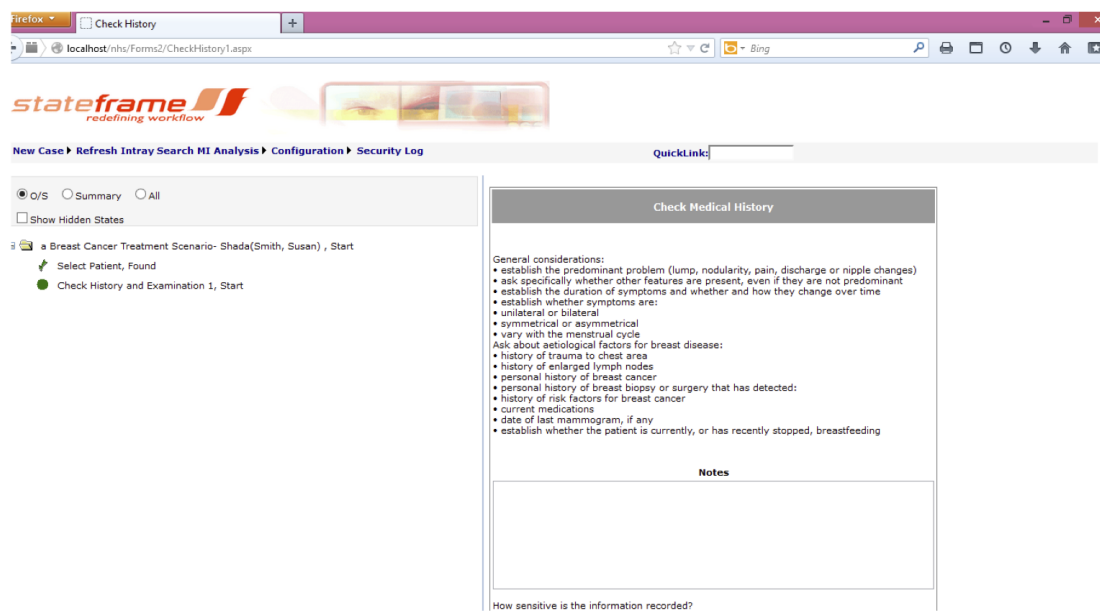 Firefox
Check History
+
localhost/nhs/Forms2/CheckHistory1.aspx
Bing
stateframe
redefining workflow
New Case Refresh Intray Search MI Analysis Configuration Security Log
QuickLink:
O/S Summary All
Show Hidden States
a Breast Cancer Treatment Scenario- Shada(Smith, Susan) , Start
Select Patient, Found
Check History and Examination 1, Start
Check Medical History
General considerations:
• establish the predominant problem (lump, nodularity, pain, discharge or nipple changes)
• ask specifically whether other features are present, even if they are not predominant
• establish the duration of symptoms and whether and how they change over time
• establish whether symptoms are:
• unilateral or bilateral
• symmetrical or asymmetrical
• vary with the menstrual cycle
Ask about aetiological factors for breast disease:
• history of trauma to chest area
• history of enlarged lymph nodes
• personal history of breast cancer
• personal history of breast biopsy or surgery that has detected:
• history of risk factors for breast cancer
• current medications
• date of last mammogram, if any
• establish whether the patient is currently, or has recently stopped, breastfeeding
Notes
How sensitive is the information recorded?